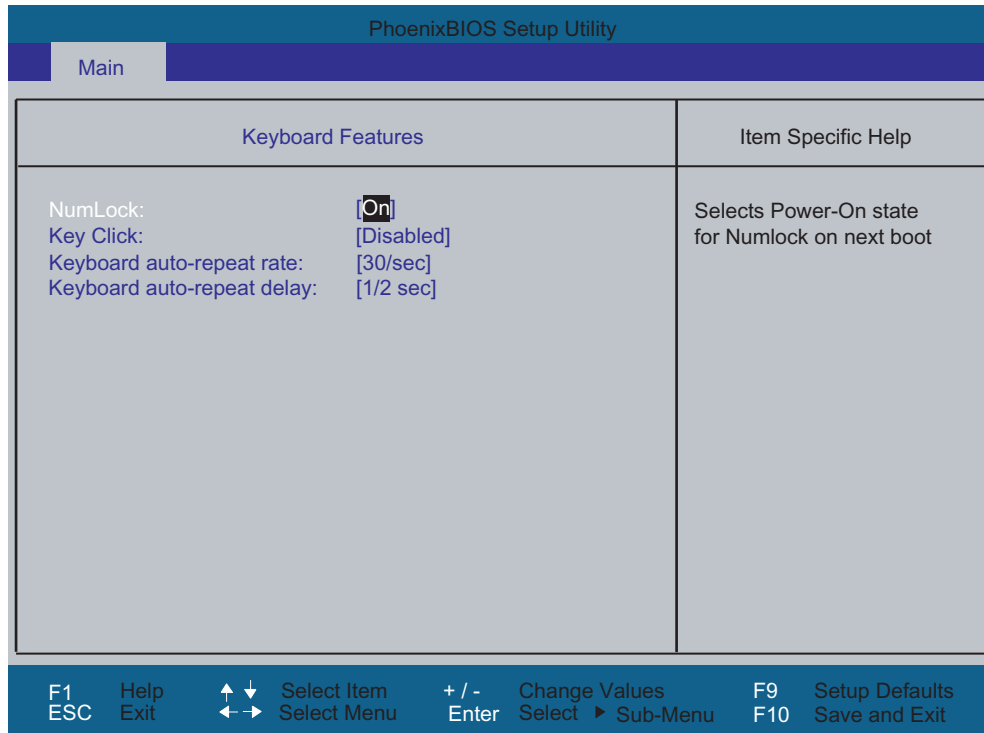 PhoenixBIOS Setup Utility
Main
Keyboard Features
Item Specific Help
NumLock: [On]
Key Click: [Disabled]
Keyboard auto-repeat rate: [30/sec]
Keyboard auto-repeat delay: [1/2 sec]
Selects Power-On state
for Numlock on next boot
F1 Help Select Item + / - Change Values F9 Setup Defaults
ESC Exit Select Menu Enter Select Sub-Menu F10 Save and Exit